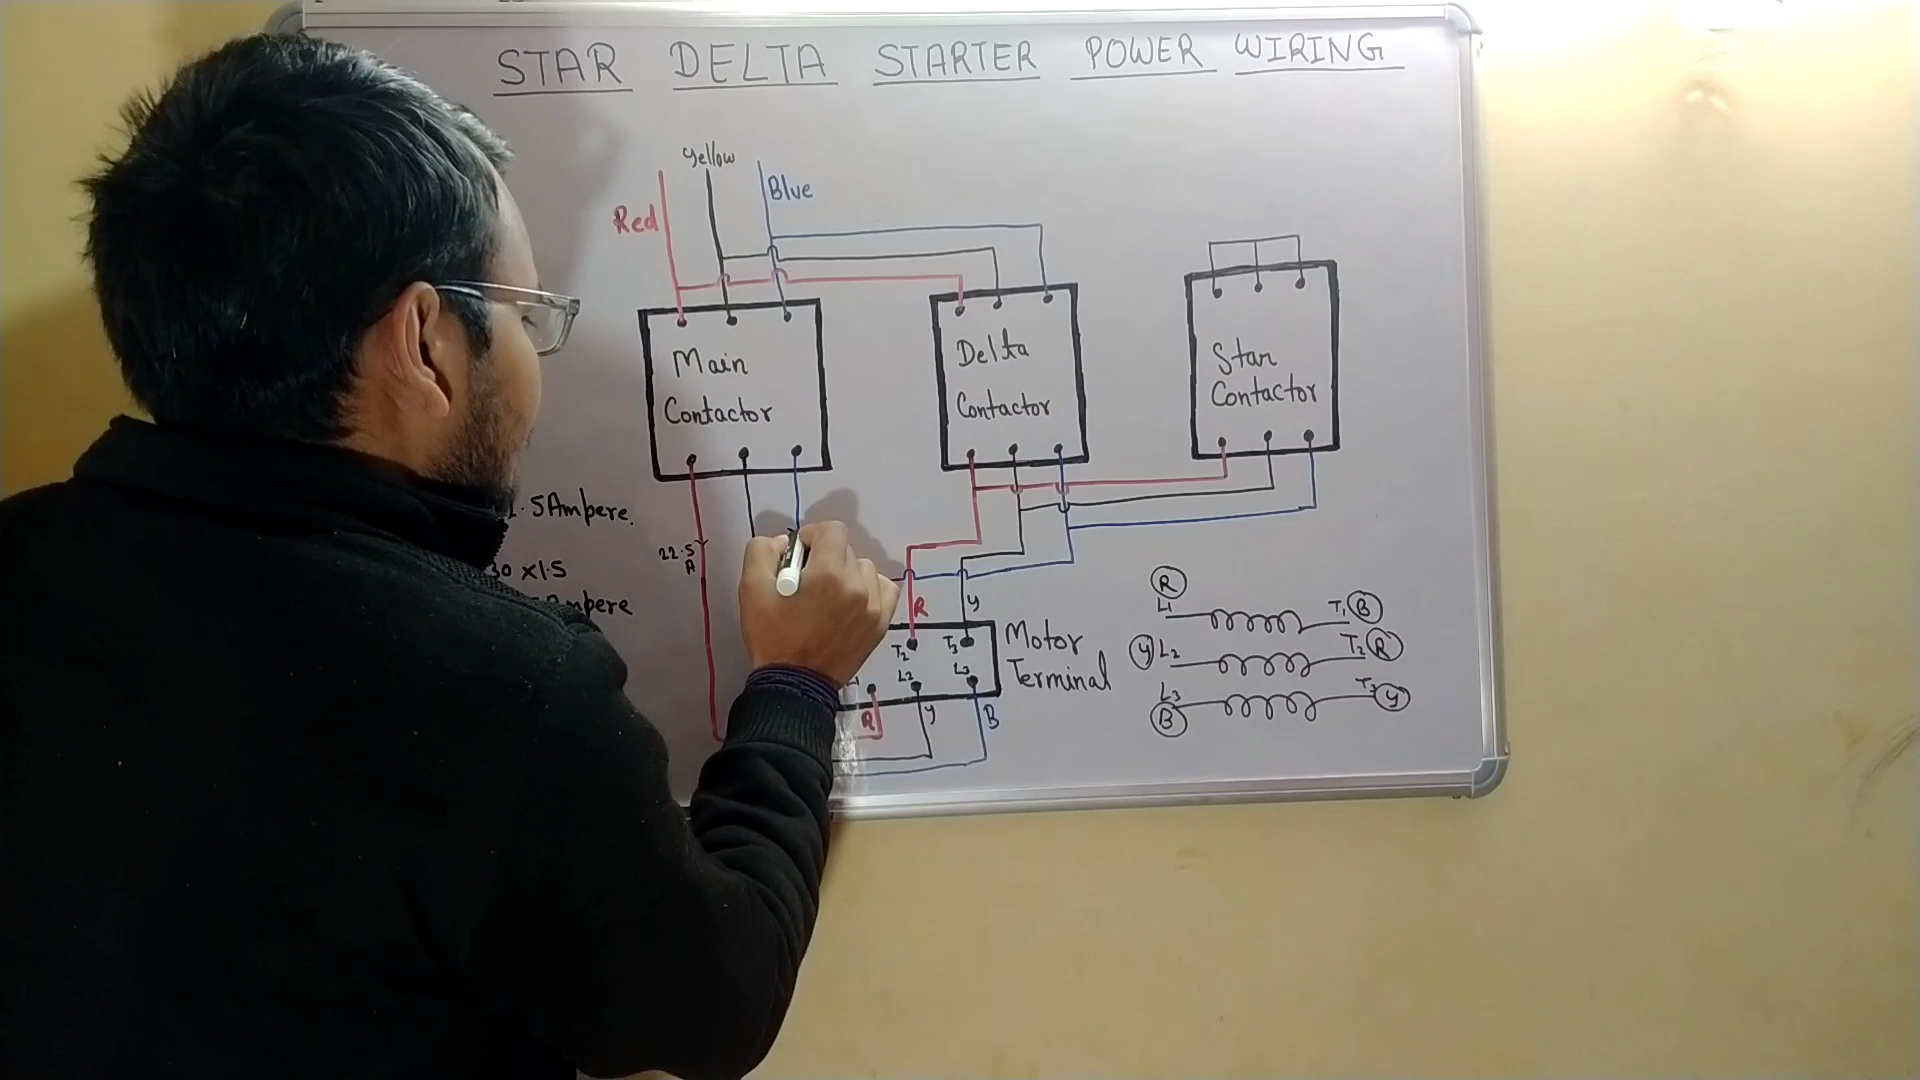 STAR DELTA STARTER POWER WIRING
Yellow
Red
Blue
Main
Contactor
Delta
Contactor
Star
Contactor
.5Ampere.
30 x1.5
mpere
22.5
A
R
y
T2
T3
L2
L3
R
y
B
Motor
Terminal
R
L1
T1 B
y L2
T2 R
L3
T3 y
B